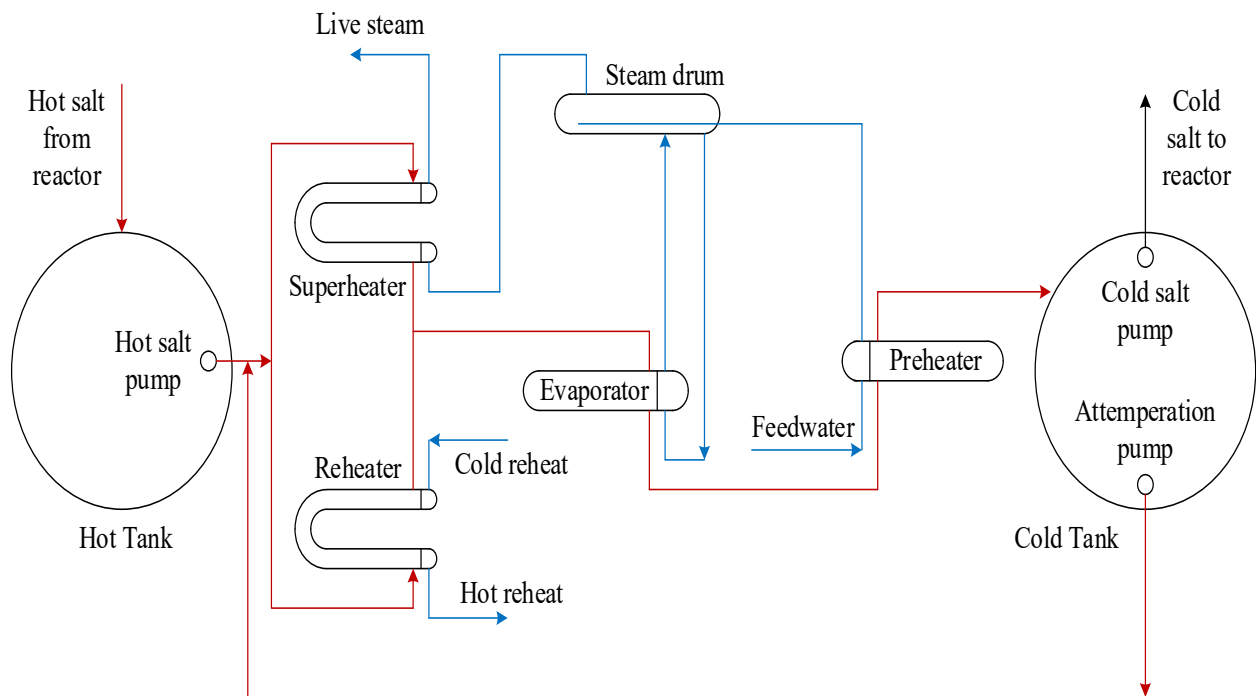 Live steam
Steam drum
Hot salt
from
reactor
Cold
salt to
reactor
Superheater
Hot salt
pump
Cold salt
pump
Evaporator
Preheater
Attemperation
pump
Feedwater
Reheater
Cold reheat
Hot Tank
Cold Tank
Hot reheat